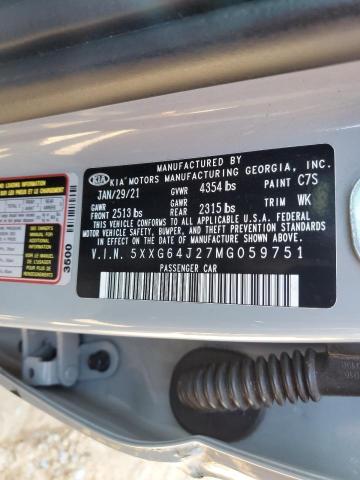 MANUFACTURED BY
KIA KIA MOTORS MANUFACTURING GEORGIA, INC.
JAN/29/21 GVWR 4354 lbs PAINT C7S
GAWR GAWR
FRONT 2513 lbs REAR 2315 lbs TRIM WK
THIS VEHICLE CONFORMS TO ALL APPLICABLE U.S.A. FEDERAL
MOTOR VEHICLE SAFETY, BUMPER, AND THEFT PREVENTION
STANDARDS IN EFFECT ON THE DATE OF MANUFACTURE
SHOWN ABOVE.
V.I.N. 5XXG64J27MG059751
PASSENGER CAR
3500